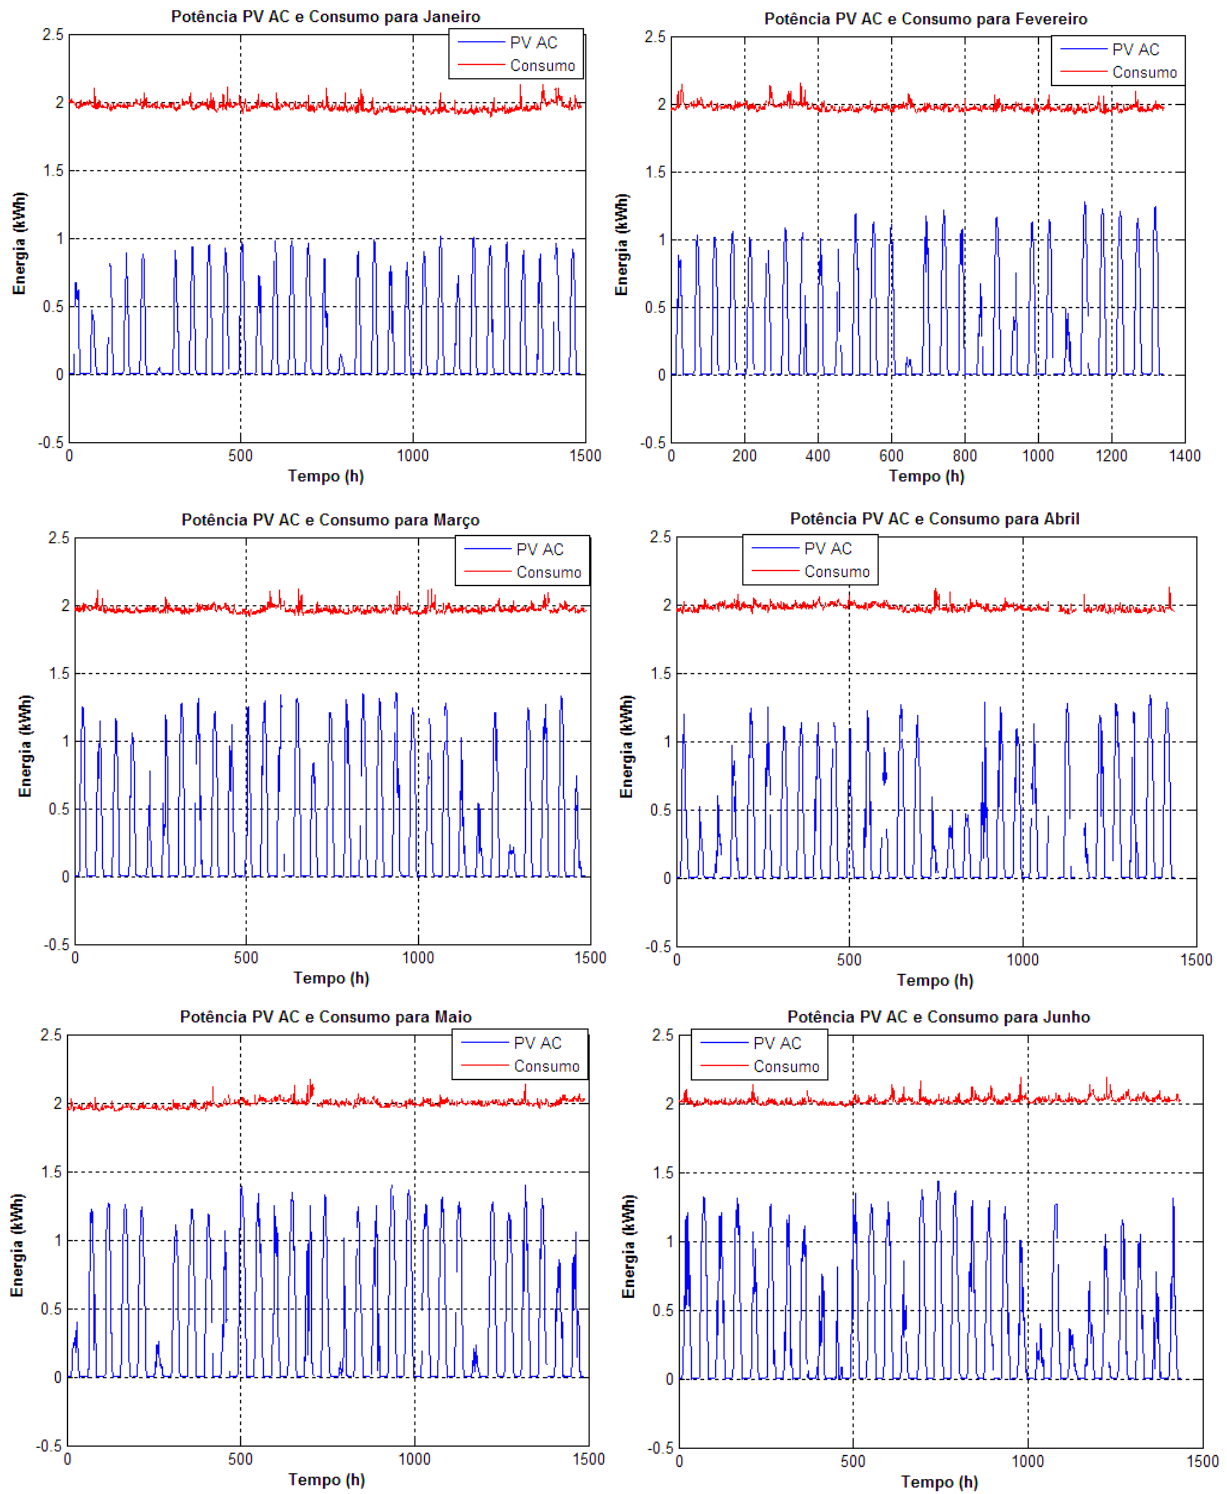 Potência PV AC e Consumo para Janeiro
PV AC
Consumo
2.5
2
1.5
1
0.5
0
-0.5
Energia (kWh)
0 500 1000 1500
Tempo (h)
Potência PV AC e Consumo para Fevereiro
PV AC
Consumo
2.5
2
1.5
1
0.5
0
-0.5
Energia (kWh)
0 200 400 600 800 1000 1200 1400
Tempo (h)
Potência PV AC e Consumo para Março
PV AC
Consumo
2.5
2
1.5
1
0.5
0
-0.5
Energia (kWh)
0 500 1000 1500
Tempo (h)
Potência PV AC e Consumo para Abril
PV AC
Consumo
2.5
2
1.5
1
0.5
0
-0.5
Energia (kWh)
0 500 1000 1500
Tempo (h)
Potência PV AC e Consumo para Maio
PV AC
Consumo
2.5
2
1.5
1
0.5
0
-0.5
Energia (kWh)
0 500 1000 1500
Tempo (h)
Potência PV AC e Consumo para Junho
PV AC
Consumo
2.5
2
1.5
1
0.5
0
-0.5
Energia (kWh)
0 500 1000 1500
Tempo (h)